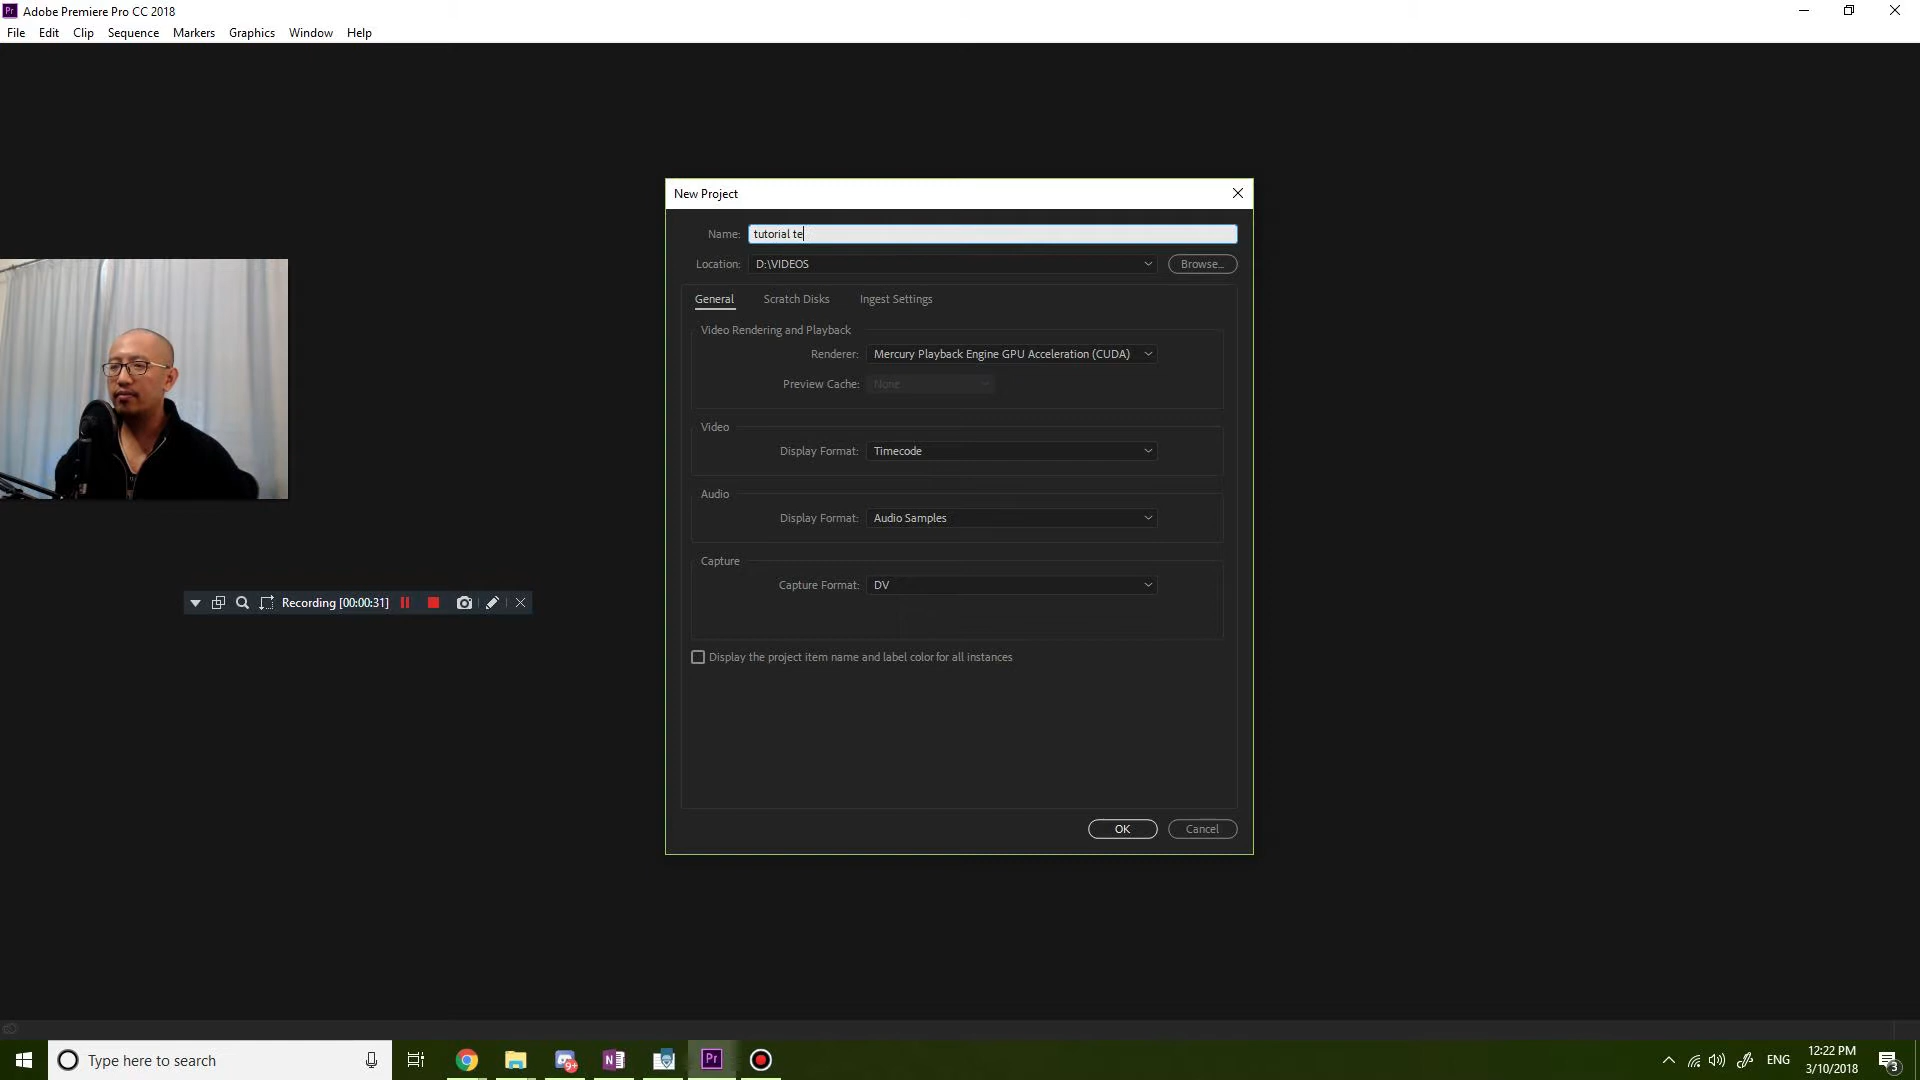 Pr Adobe Premiere Pro CC 2018
File Edit Clip Sequence Markers Graphics Window Help
New Project
Name: tutorial te
Location: D:\VIDEOS Browse...
General Scratch Disks Ingest Settings
Video Rendering and Playback
Renderer: Mercury Playback Engine GPU Acceleration (CUDA)
Preview Cache: None
Video
Display Format: Timecode
Audio
Display Format: Audio Samples
Capture
Capture Format: DV
Recording [00:00:31]
Display the project item name and label color for all instances
OK Cancel
Type here to search
9+
N
Pr
ENG
12:22 PM
3/10/2018
3